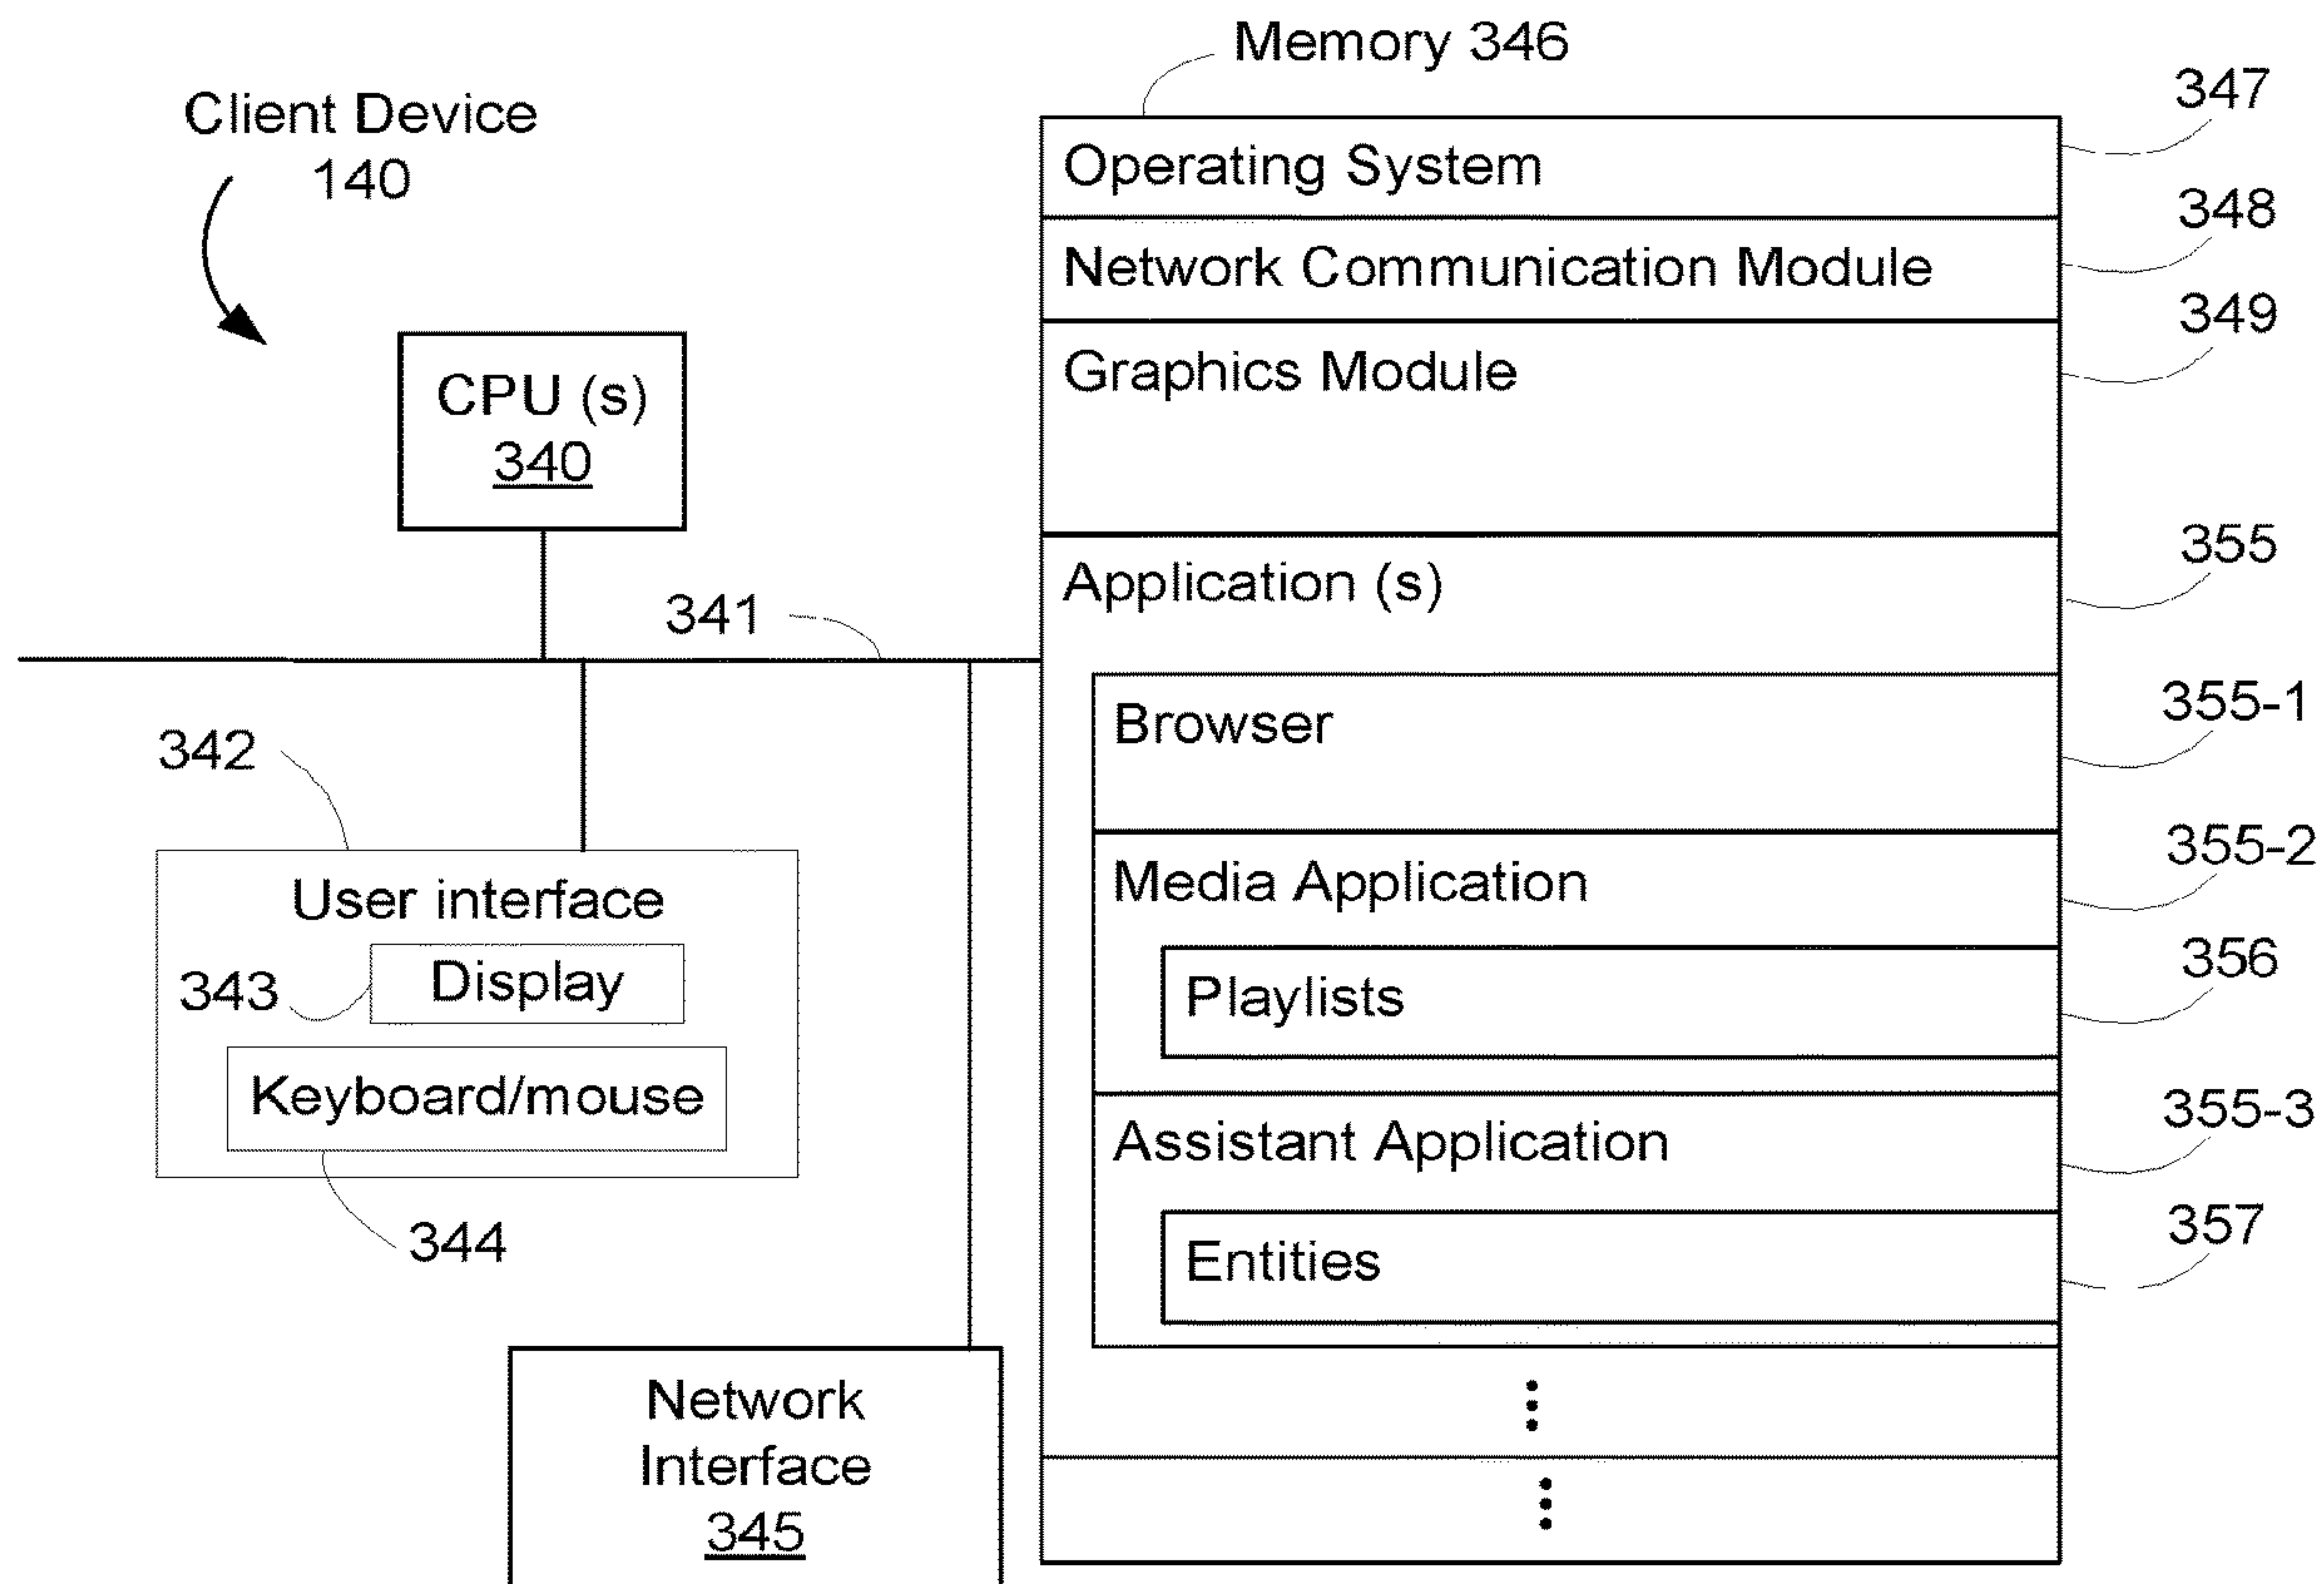 Memory 346
Client Device
140
347
Operating System
348
Network Communication Module
349
Graphics Module
CPU (s)
340
355
Application (s)
341
355-1
Browser
342
355-2
Media Application
User interface
356
343
Display
Playlists
Keyboard/mouse
355-3
Assistant Application
344
357
Entities
Network
Interface
345